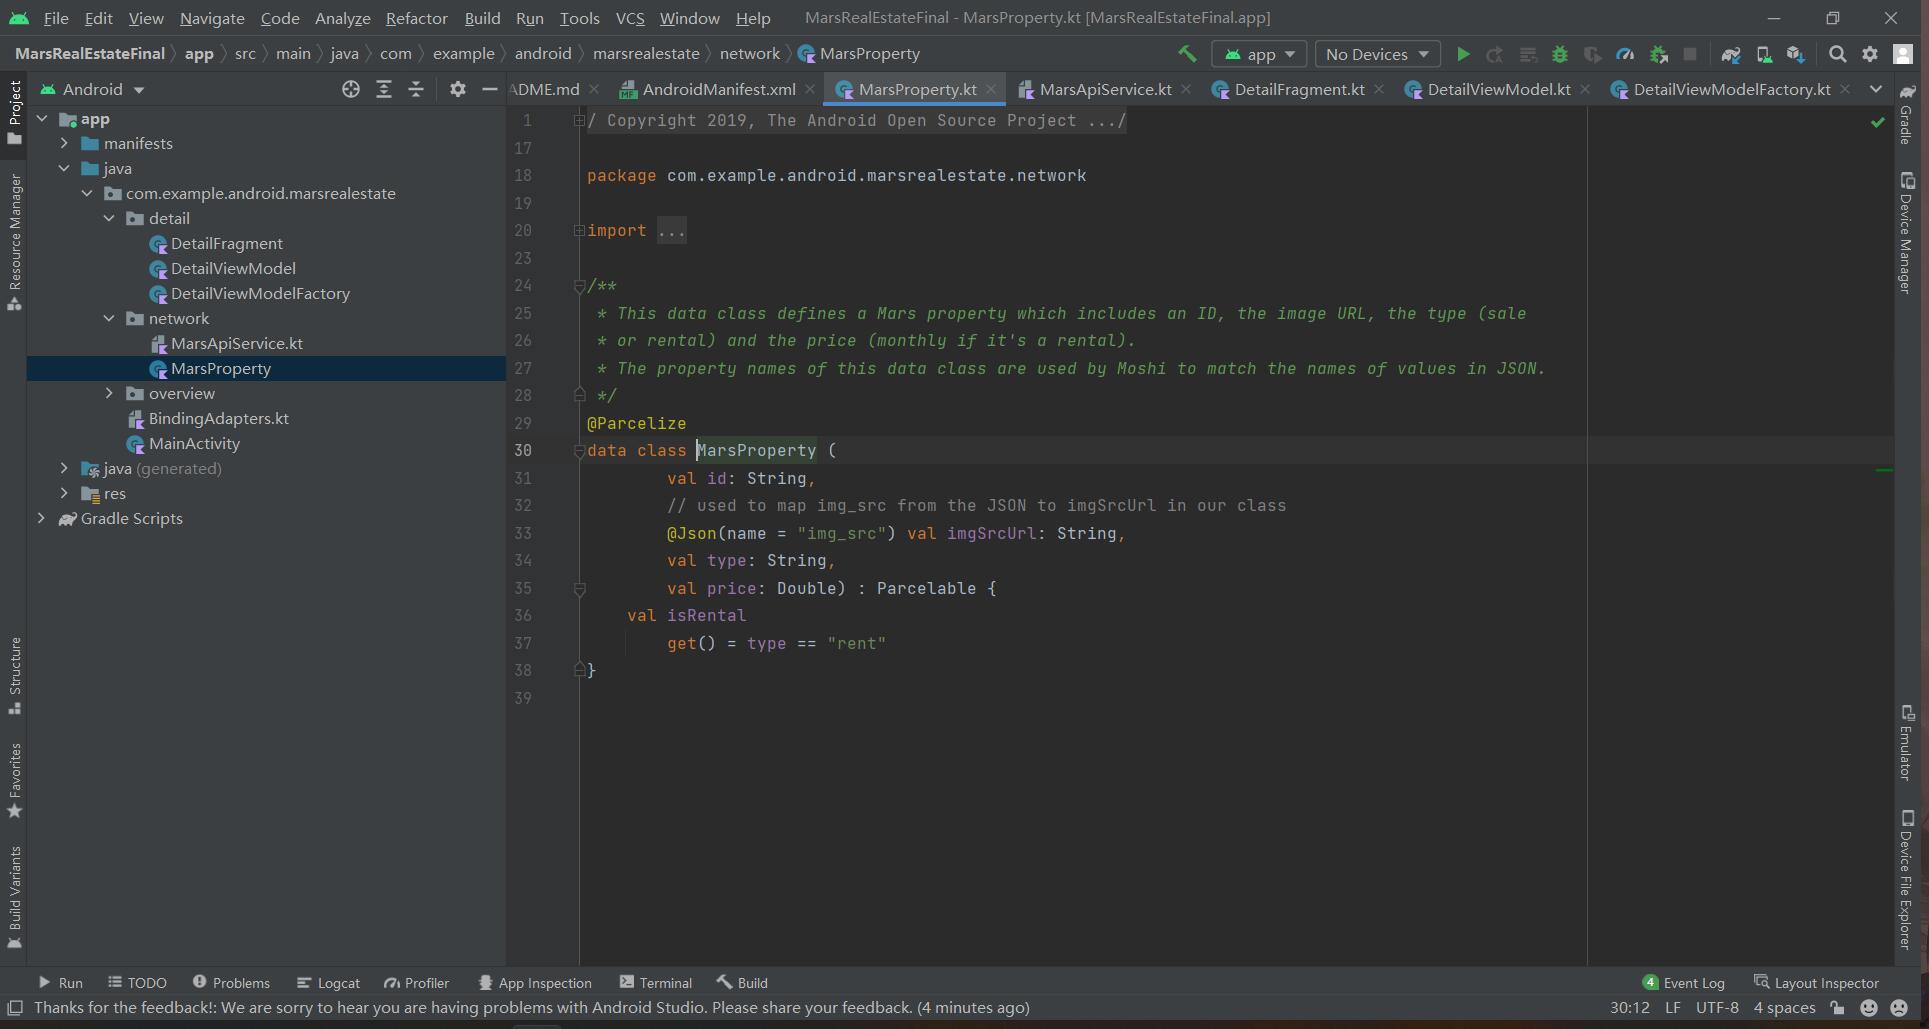 File Edit View Navigate Code Analyze Refactor Build Run Tools VCS Window Help MarsRealEstateFinal - MarsProperty.kt [MarsRealEstateFinal.app]
MarsRealEstateFinal app src main java com example android marsrealestate network MarsProperty app No Devices
Project
Android
ADME.md AndroidManifest.xml MarsProperty.kt MarsApiService.kt DetailFragment.kt DetailViewModel.kt DetailViewModelFactory.kt
Gradle
app
manifests
java
com.example.android.marsrealestate
detail
DetailFragment
DetailViewModel
DetailViewModelFactory
network
MarsApiService.kt
MarsProperty
overview
BindingAdapters.kt
MainActivity
java (generated)
res
Gradle Scripts
Resource Manager
Structure
Favorites
Build Variants
1 / Copyright 2019, The Android Open Source Project .../
17
18 package com.example.android.marsrealestate.network
19
20 import ...
23
24 /**
25 * This data class defines a Mars property which includes an ID, the image URL, the type (sale
26 * or rental) and the price (monthly if it's a rental).
27 * The property names of this data class are used by Moshi to match the names of values in JSON.
28 */
29 @Parcelize
30 data class MarsProperty (
31 val id: String,
32 // used to map img_src from the JSON to imgSrcUrl in our class
33 @Json(name = "img_src") val imgSrcUrl: String,
34 val type: String,
35 val price: Double) : Parcelable {
36 val isRental
37 get() = type == "rent"
38 }
39
Device Manager
Emulator
Device File Explorer
Run TODO Problems Logcat Profiler App Inspection Terminal Build 4 Event Log Layout Inspector
Thanks for the feedback!: We are sorry to hear you are having problems with Android Studio. Please share your feedback. (4 minutes ago) 30:12 LF UTF-8 4 spaces